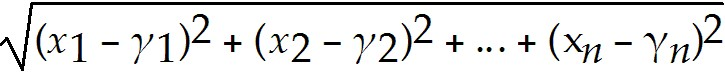 √(x1 − γ1)² + (x2 − γ2)² + ... + (xₙ − γₙ)²